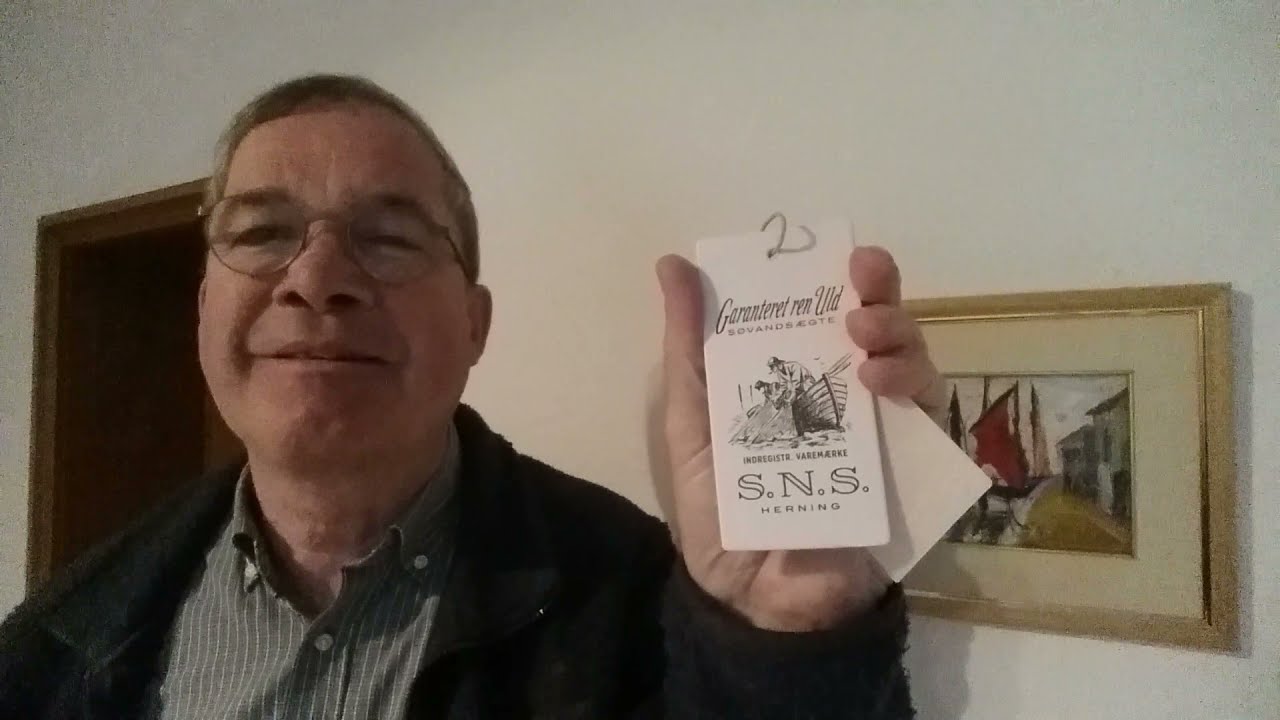 2
Garanteret ren Uld
SØVANDSÆGTE
INDREGISTR. VAREMÆRKE
S.N.S.
HERNING